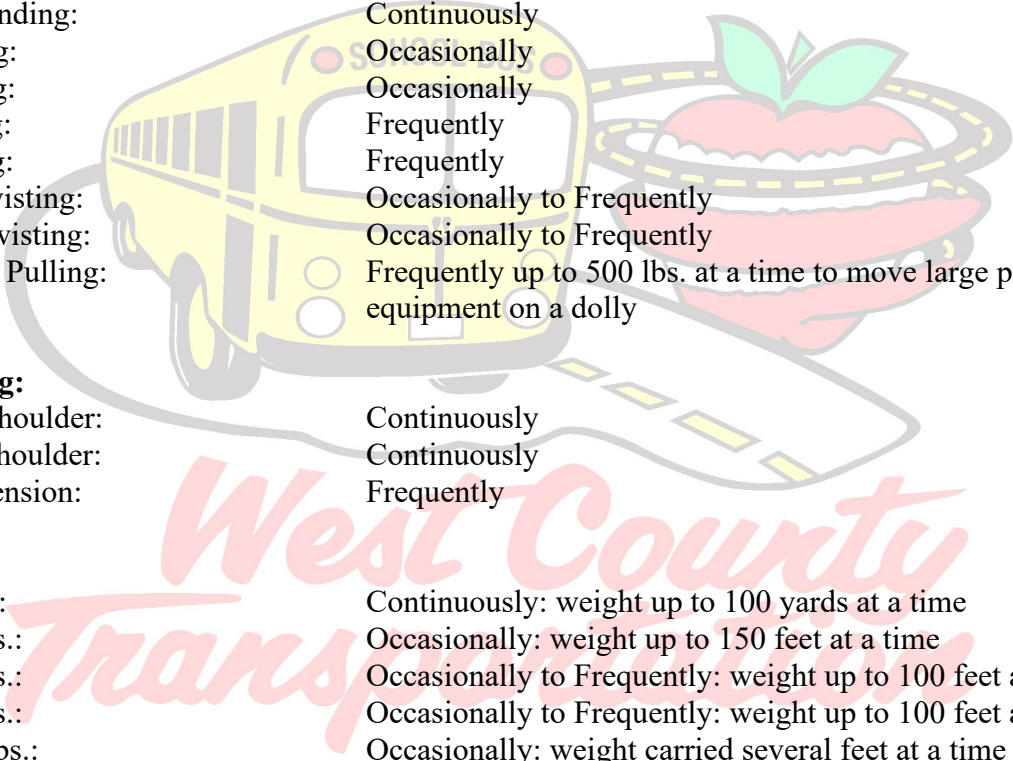 nding: Continuously
g: Occasionally
SCHOOL BUS
g: Occasionally
g: Frequently
g: Frequently
visting: Occasionally to Frequently
visting: Occasionally to Frequently
Pulling: Frequently up to 500 lbs. at a time to move large p
equipment on a dolly
g:
houlder: Continuously
houlder: Continuously
ension: Frequently
West County
: Continuously: weight up to 100 yards at a time
s.: Occasionally: weight up to 150 feet at a time
Transportation
s.: Occasionally to Frequently: weight up to 100 feet a
s.: Occasionally to Frequently: weight up to 100 feet a
bs.: Occasionally: weight carried several feet at a time